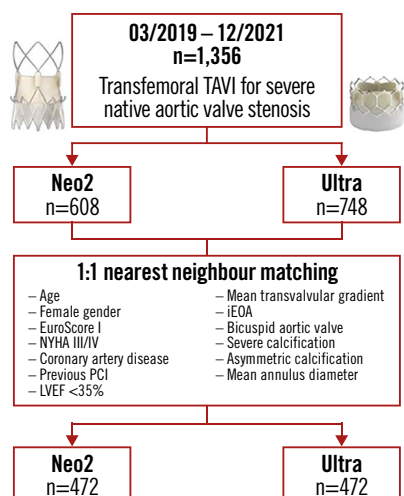 03/2019 – 12/2021
n=1,356
Transfemoral TAVI for severe
native aortic valve stenosis
Neo2
n=608
Ultra
n=748
1:1 nearest neighbour matching
– Age
– Female gender
– EuroScore I
– NYHA III/IV
– Coronary artery disease
– Previous PCI
– LVEF <35%
– Mean transvalvular gradient
– iEOA
– Bicuspid aortic valve
– Severe calcification
– Asymmetric calcification
– Mean annulus diameter
Neo2
n=472
Ultra
n=472